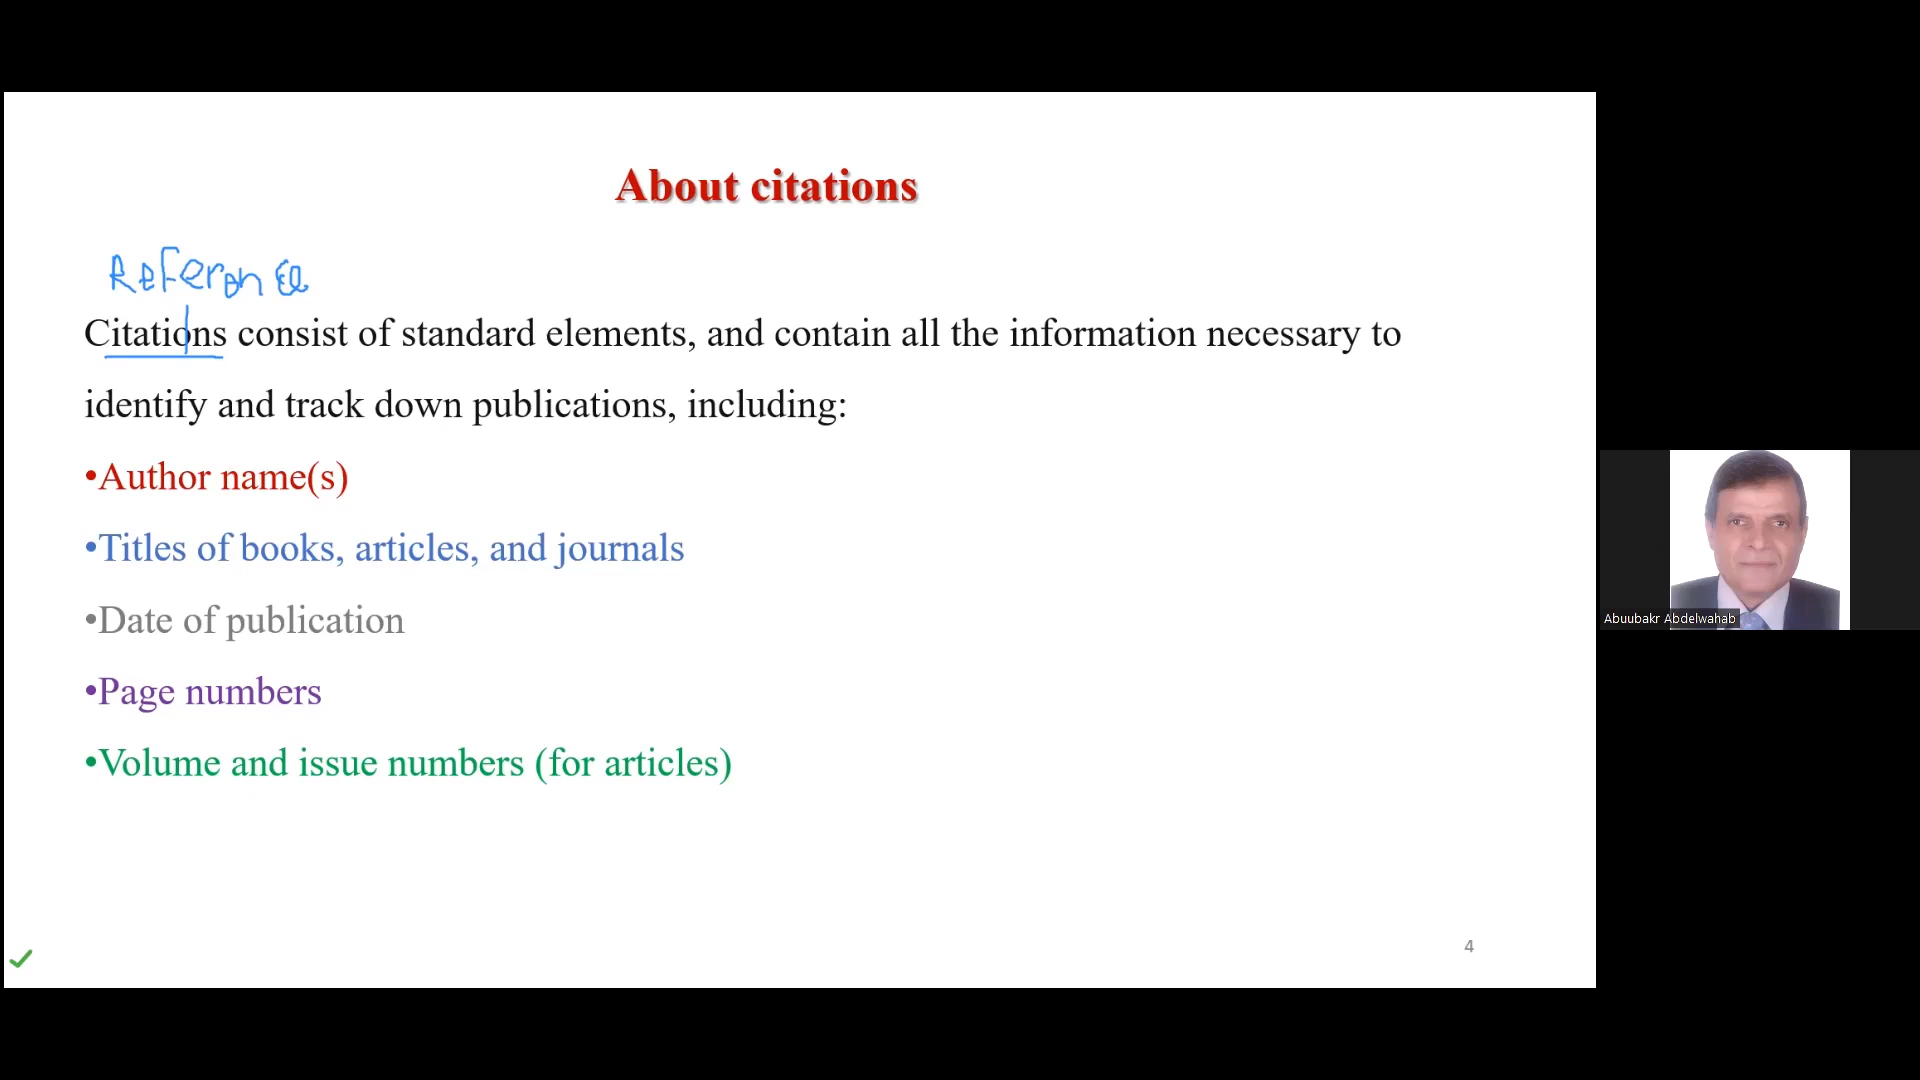 About citations
Reference
Citations consist of standard elements, and contain all the information necessary to
identify and track down publications, including:
•Author name(s)
•Titles of books, articles, and journals
•Date of publication
•Page numbers
•Volume and issue numbers (for articles)
4
Abuubakr Abdelwahab